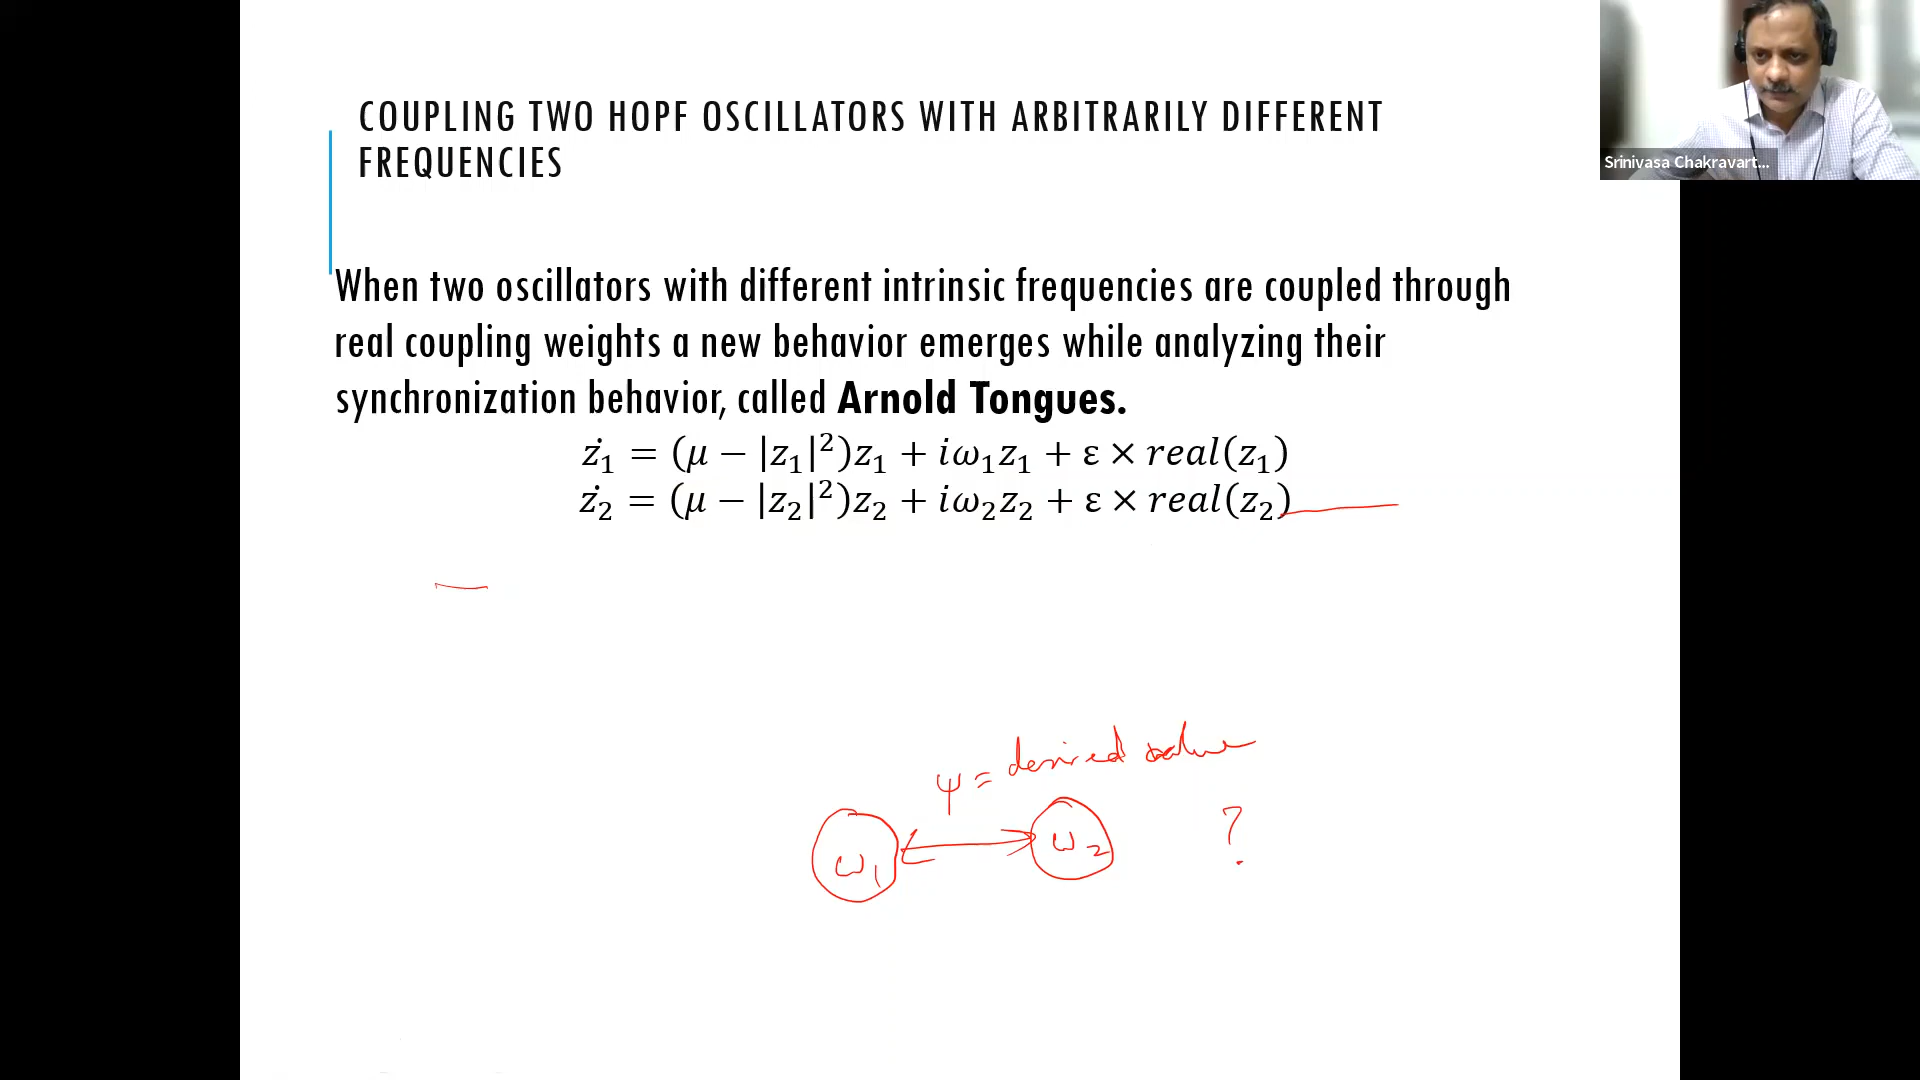 COUPLING TWO HOPF OSCILLATORS WITH ARBITRARILY DIFFERENT
FREQUENCIES
Srinivasa Chakravart...
When two oscillators with different intrinsic frequencies are coupled through
real coupling weights a new behavior emerges while analyzing their
synchronization behavior, called Arnold Tongues.
ż₁ = (μ − |z₁|²)z₁ + iω₁z₁ + ε × real(z₁)
ż₂ = (μ − |z₂|²)z₂ + iω₂z₂ + ε × real(z₂)
ψ = desired value
ω₁ ω₂ ?